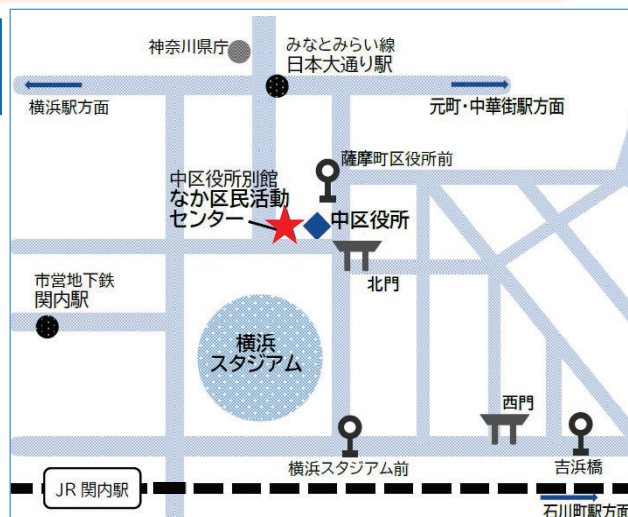 神奈川県庁
みなとみらい線
日本大通り駅
横浜駅方面
元町・中華街駅方面
薩摩町区役所前
中区役所別館
なか区民活動
センター
中区役所
北門
市営地下鉄
関内駅
横浜
スタジアム
西門
横浜スタジアム前
吉浜橋
JR 関内駅
石川町駅方面